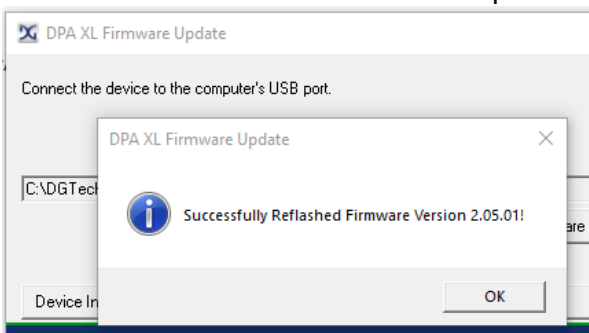 DPA XL Firmware Update
Connect the device to the computer's USB port.
DPA XL Firmware Update
C:\DGTech
Successfully Reflashed Firmware Version 2.05.01!
are
Device In
OK